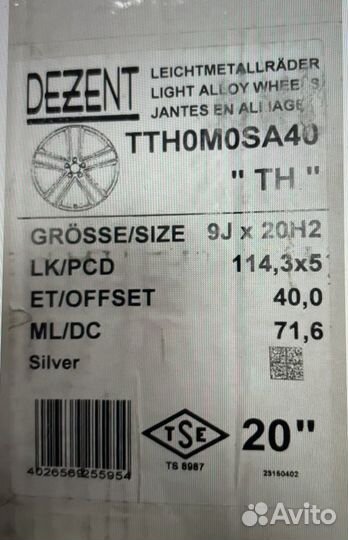 DEZENT
LEICHTMETALLRÄDER
LIGHT ALLOY WHEELS
JANTES EN ALLIAGE
TTH0M0SA40
" TH "
GRÖSSE/SIZE 9J x 20H2
LK/PCD 114,3x5
ET/OFFSET 40,0
ML/DC 71,6
Silver
TSE
TS 8987
20"
4026569255954
23150402
Avito